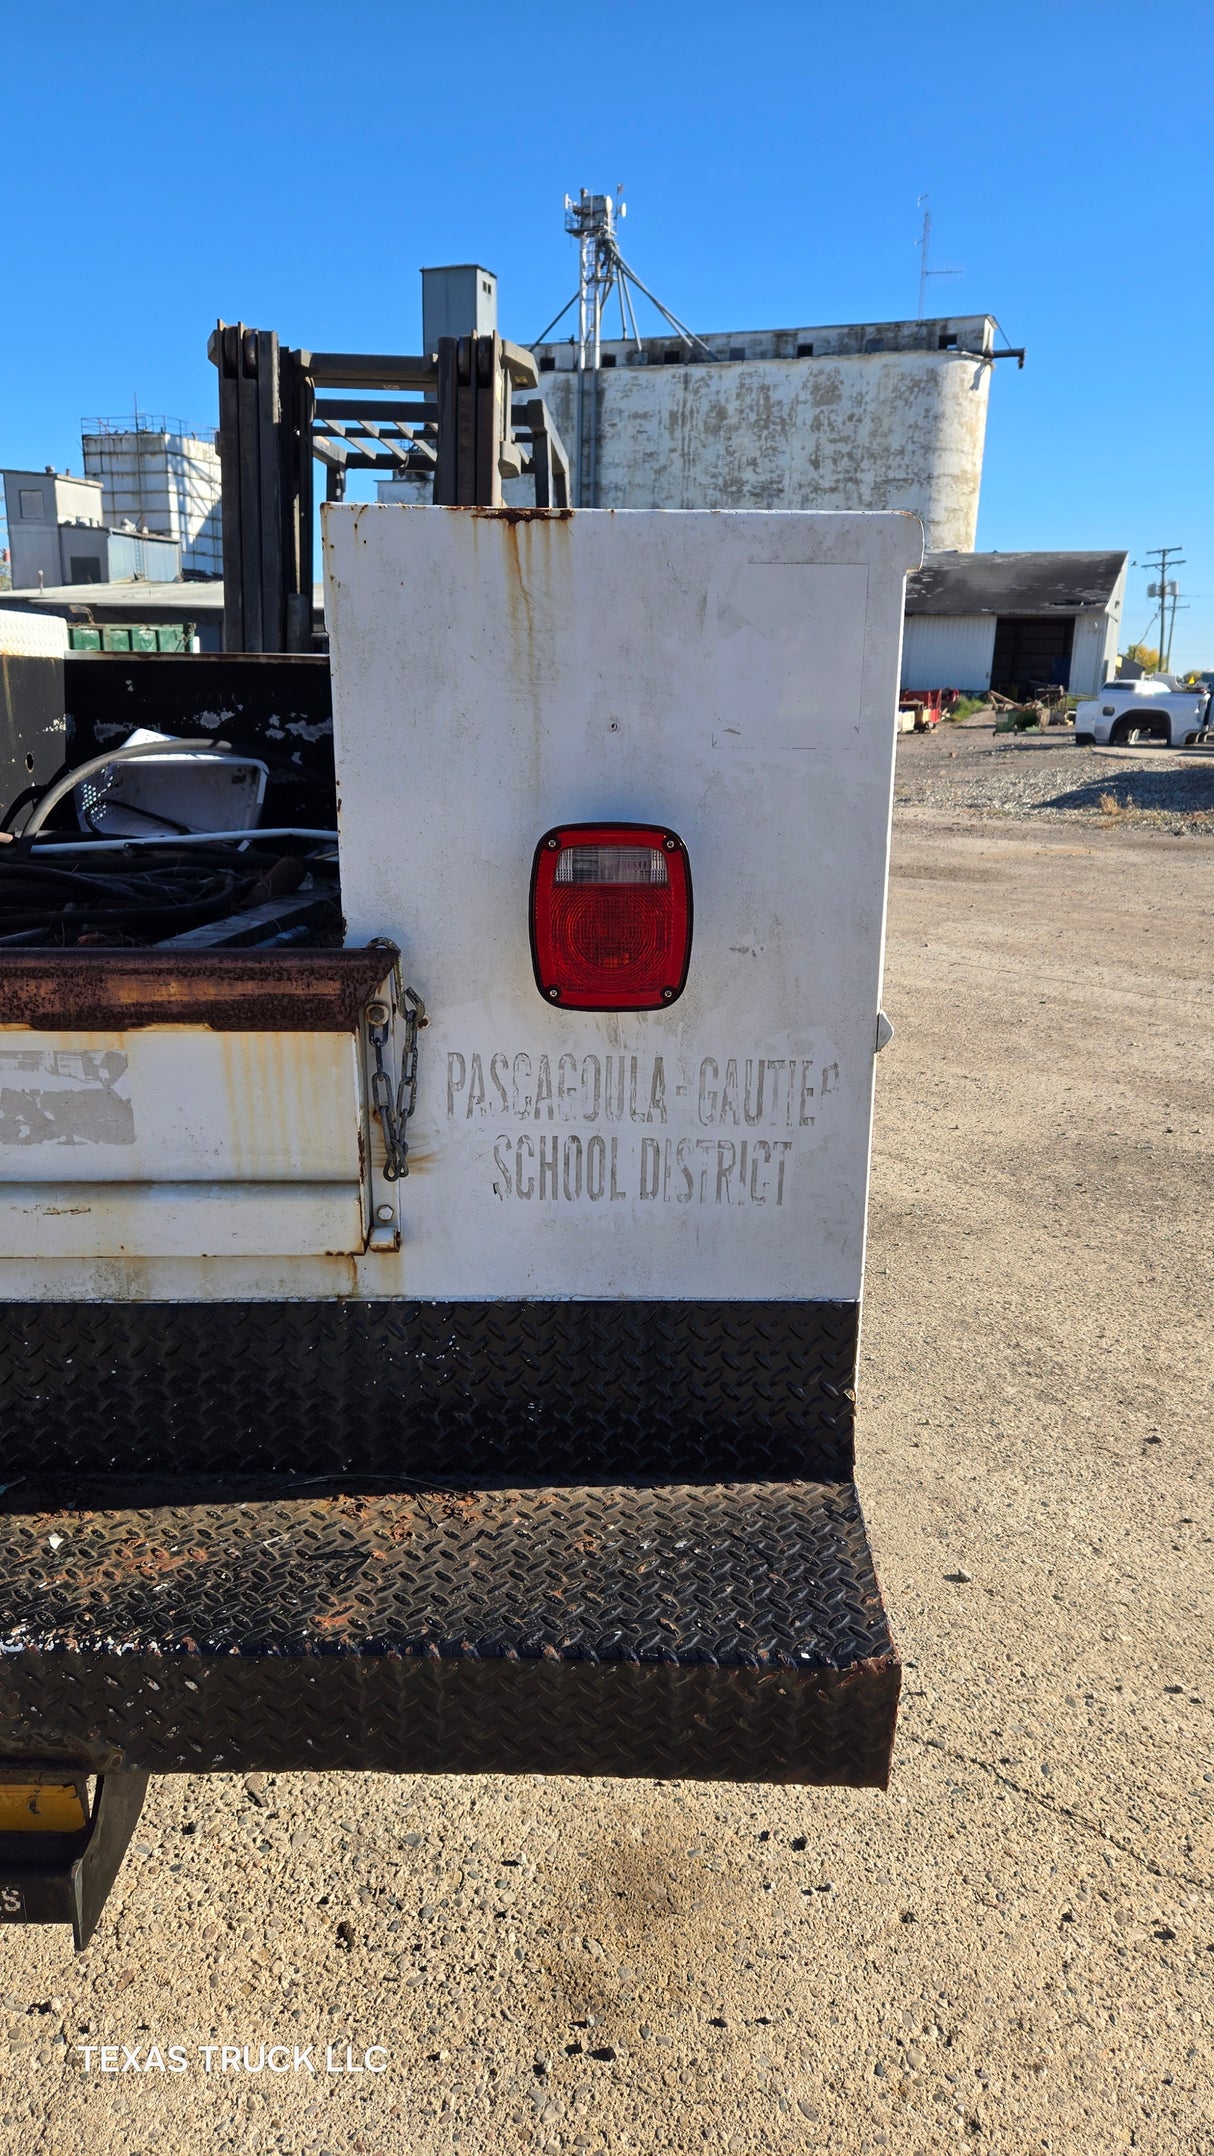 PASCAGOULA-GAUTIER
SCHOOL DISTRICT
TEXAS TRUCK LLC